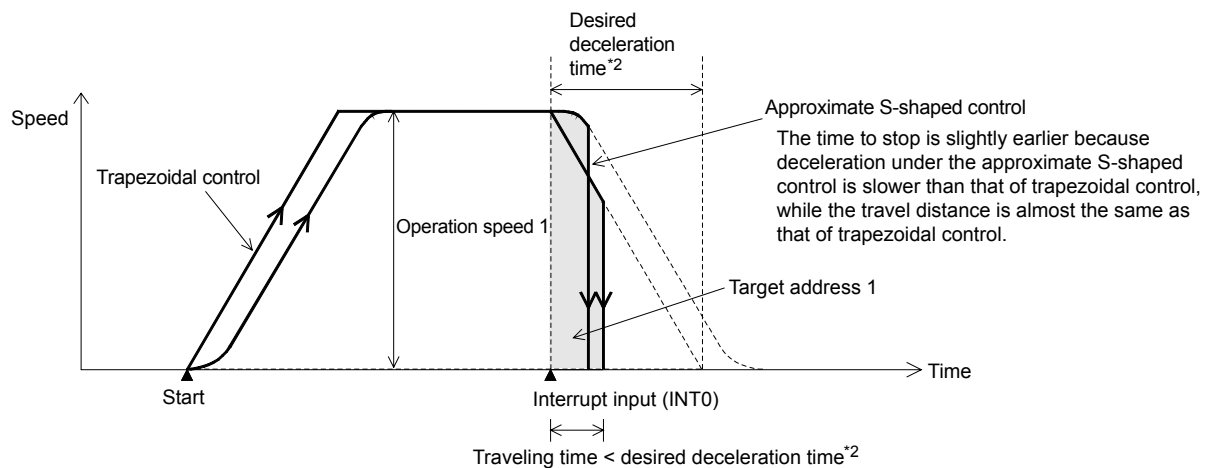 Desired
deceleration
time*2
Speed
Approximate S-shaped control
The time to stop is slightly earlier because
deceleration under the approximate S-shaped
control is slower than that of trapezoidal control,
while the travel distance is almost the same as
that of trapezoidal control.
Trapezoidal control
Operation speed 1
Target address 1
Time
Start
Interrupt input (INT0)
Traveling time < desired deceleration time*2